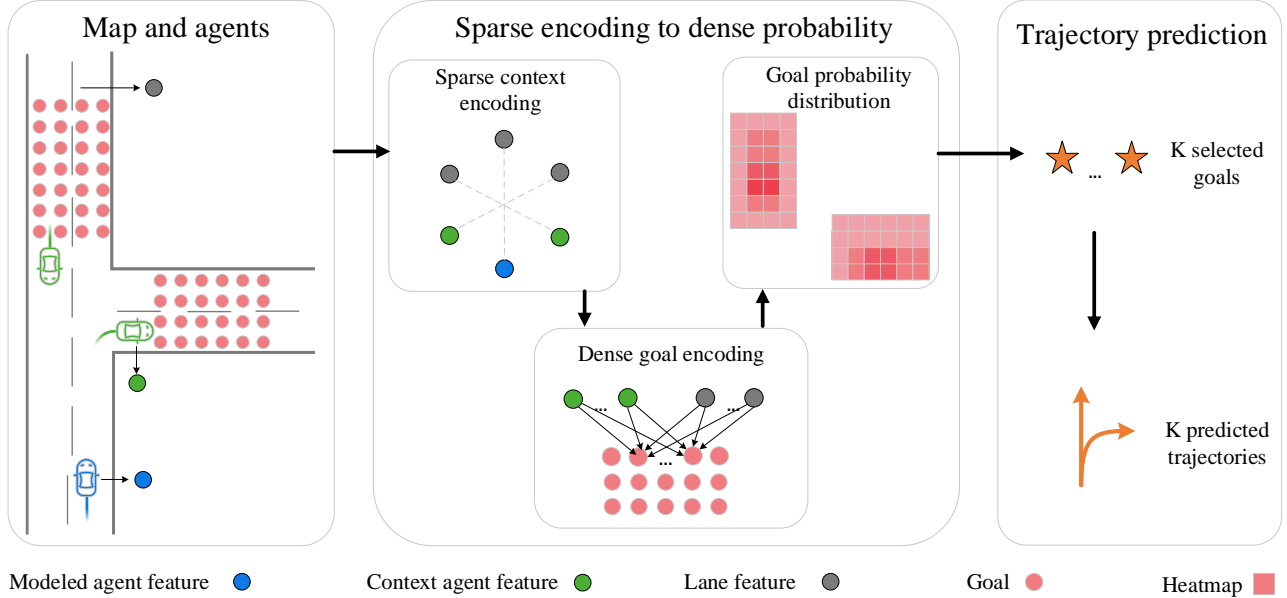 Map and agents
Sparse encoding to dense probability
Sparse context
encoding
Goal probability
distribution
Dense goal encoding
...
...
...
Trajectory prediction
...
K selected
goals
K predicted
trajectories
Modeled agent feature
Context agent feature
Lane feature
Goal
Heatmap